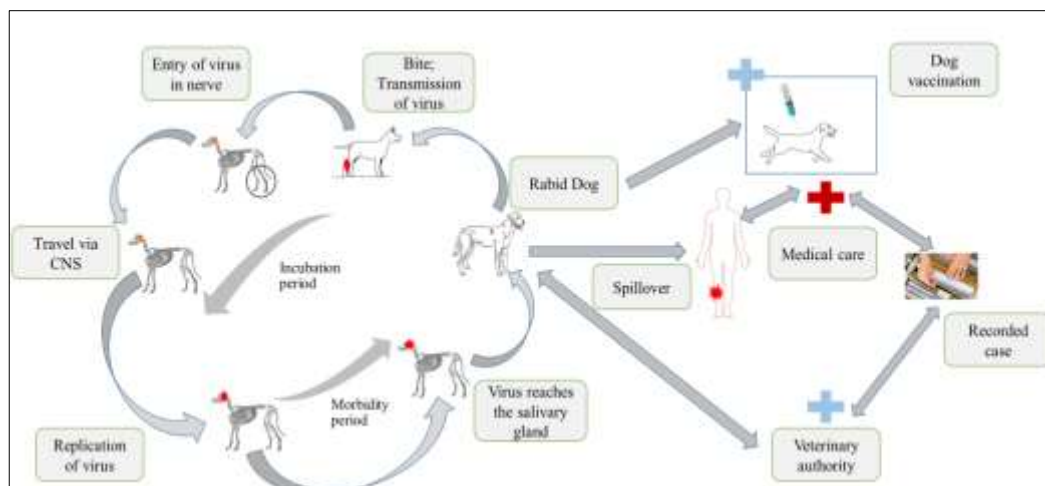 Entry of virus
in nerve
Bite;
Transmission
of virus
Dog
vaccination
Rabid Dog
Travel via
CNS
Incubation
period
Spillover
Medical care
Recorded
case
Morbidity
period
Virus reaches
the salivary
gland
Replication
of virus
Veterinary
authority